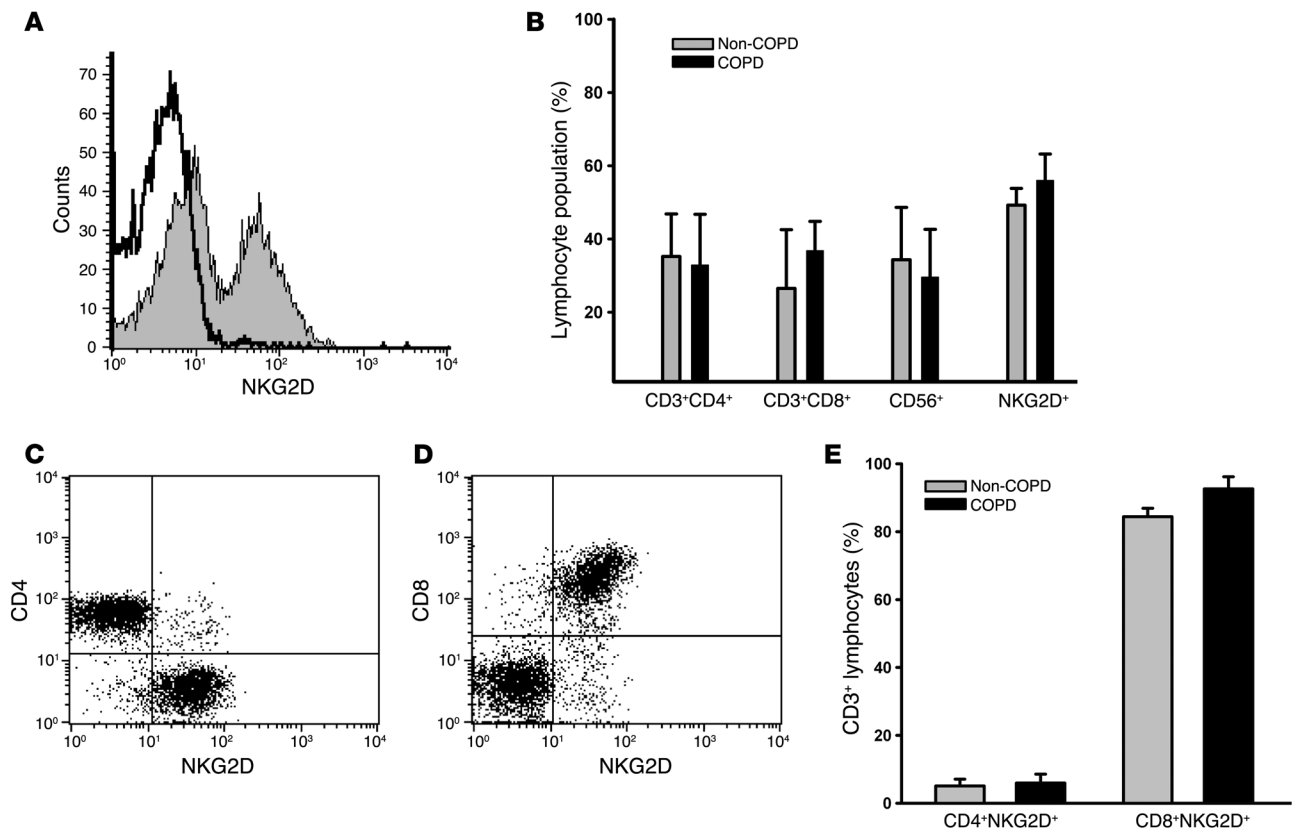 A
Counts
70
60
50
40
30
20
10
0
10⁰ 10¹ 10² 10³ 10⁴
NKG2D
B
Lymphocyte population (%)
100
80
60
40
20
Non-COPD
COPD
CD3⁺CD4⁺ CD3⁺CD8⁺ CD56⁺ NKG2D⁺
C
CD4
10⁴
10³
10²
10¹
10⁰
10⁰ 10¹ 10² 10³ 10⁴
NKG2D
D
CD8
10⁴
10³
10²
10¹
10⁰
10⁰ 10¹ 10² 10³ 10⁴
NKG2D
E
CD3⁺ lymphocytes (%)
100
80
60
40
20
0
Non-COPD
COPD
CD4⁺NKG2D⁺ CD8⁺NKG2D⁺